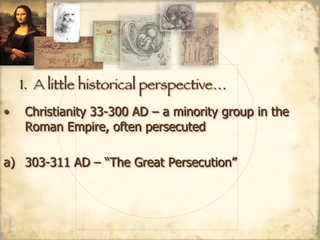 1. A little historical perspective…
• Christianity 33-300 AD – a minority group in the
Roman Empire, often persecuted
a) 303-311 AD – “The Great Persecution”